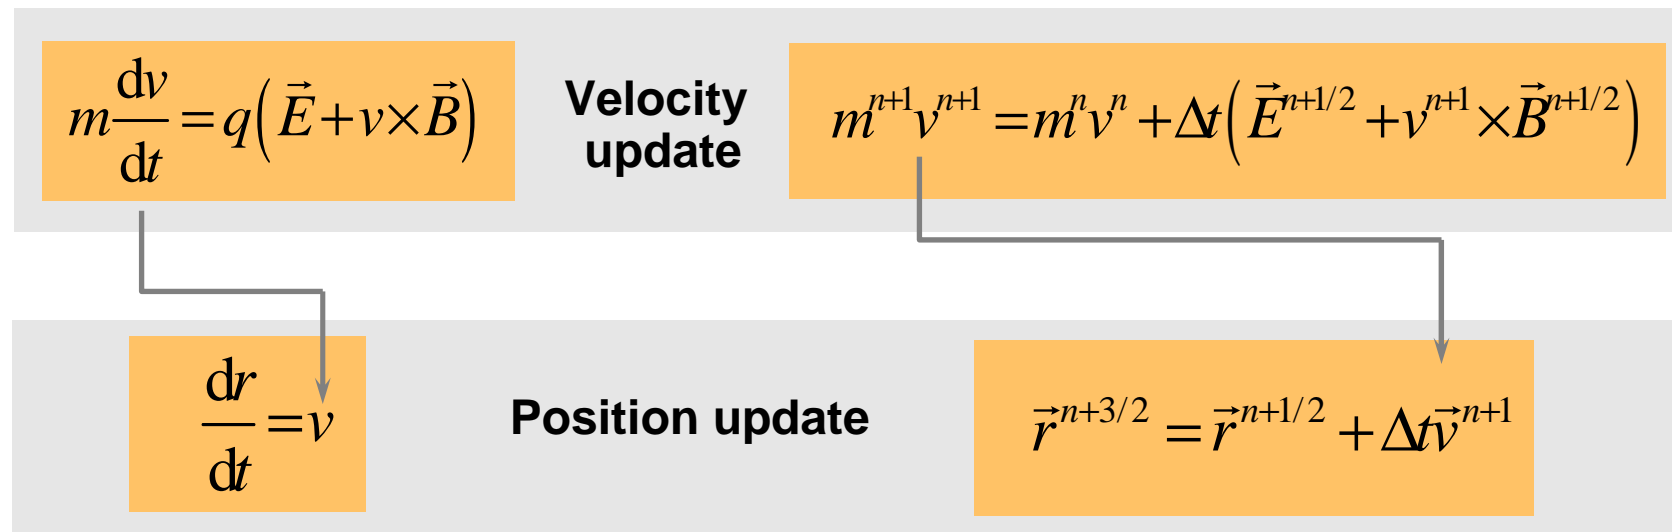 m dv/dt = q(E⃗ + v × B⃗)
Velocity
update
m^{n+1}v^{n+1} = m^n v^n + Δt(E⃗^{n+1/2} + v^{n+1} × B⃗^{n+1/2})
dr/dt = v
Position update
r⃗^{n+3/2} = r⃗^{n+1/2} + Δt v⃗^{n+1}